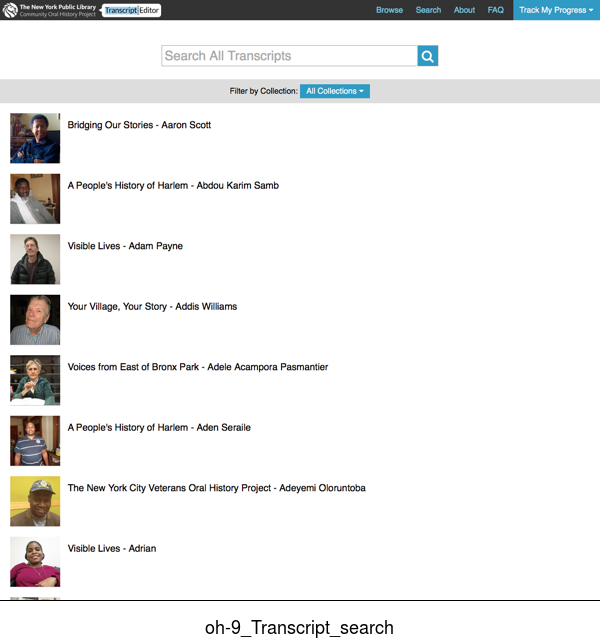 The New York Public Library
Community Oral History Project
Transcript Editor
Browse Search About FAQ Track My Progress
Search All Transcripts
Filter by Collection: All Collections
Bridging Our Stories - Aaron Scott
A People's History of Harlem - Abdou Karim Samb
Visible Lives - Adam Payne
Your Village, Your Story - Addis Williams
Voices from East of Bronx Park - Adele Acampora Pasmantier
A People's History of Harlem - Aden Seraile
The New York City Veterans Oral History Project - Adeyemi Oloruntoba
Visible Lives - Adrian
oh-9_Transcript_search